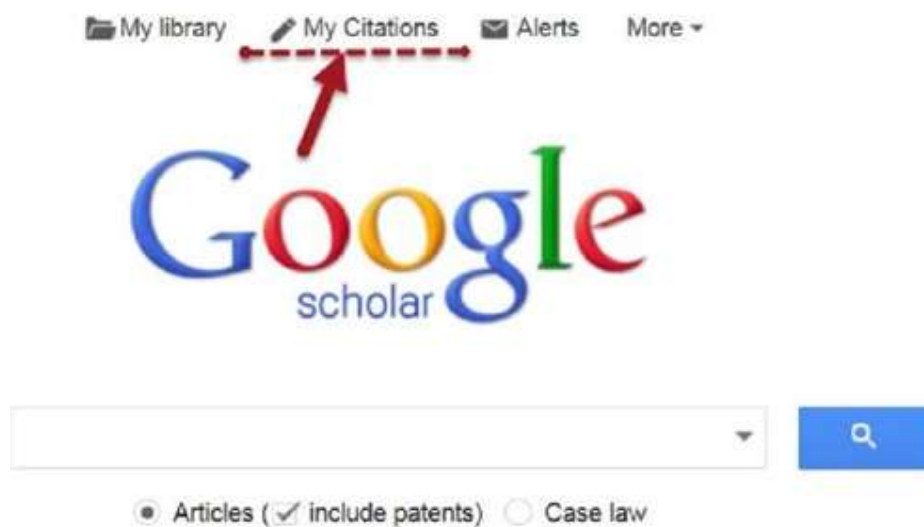 My library My Citations Alerts More
Google
scholar
Articles ( include patents) Case law